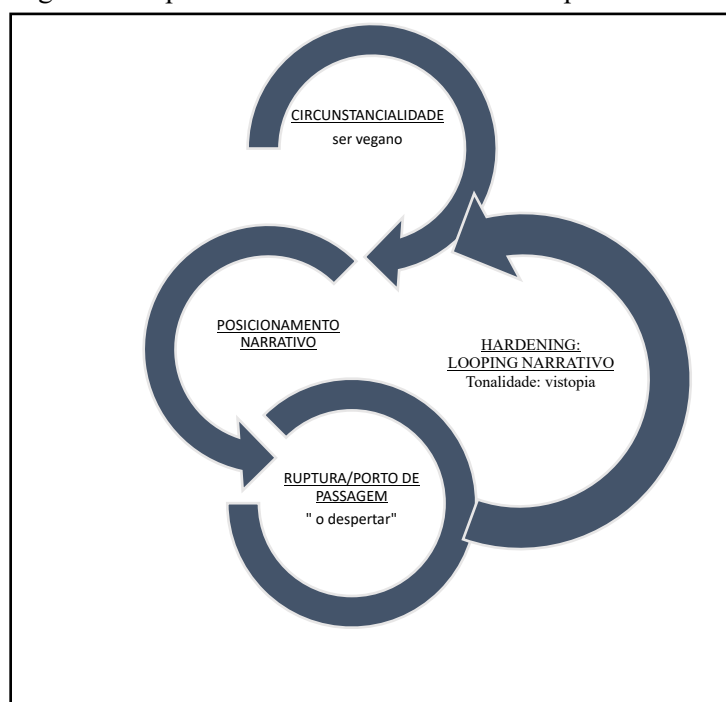 CIRCUNSTANCIALIDADE
ser vegano
POSICIONAMENTO
NARRATIVO
HARDENING:
LOOPING NARRATIVO
Tonalidade: vistopia
RUPTURA/PORTO DE
PASSAGEM
" o despertar"